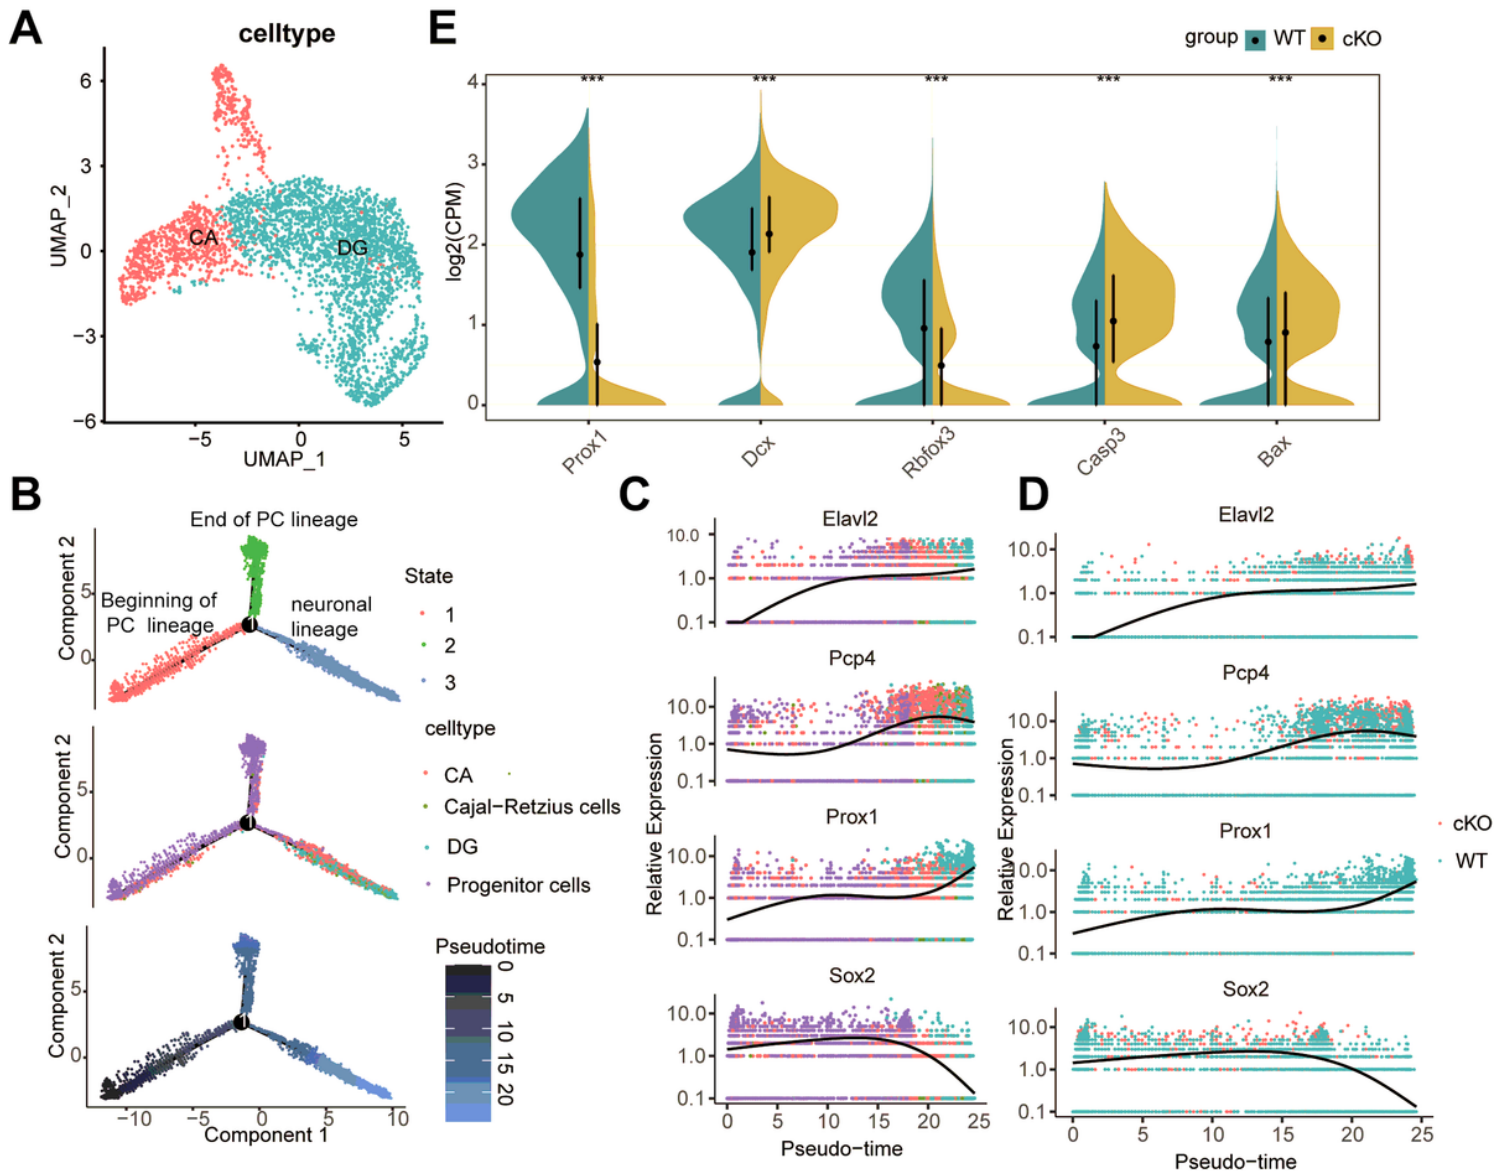 A
celltype
UMAP_2
6
3
0
−3
−6
CA
DG
−5
0
5
UMAP_1
E
group WT cKO
log2(CPM)
4
3
2
1
0
*** *** *** *** ***
Prox1
Dcx
Rbfox3
Casp3
Bax
B
End of PC lineage
Beginning of
PC lineage
neuronal
lineage
1
Component 2
5
0
State
1
2
3
Component 2
5
0
1
celltype
CA
Cajal−Retzius cells
DG
Progenitor cells
Component 2
5
0
1
−10
−5
0
5
10
Component 1
Pseudotime
0
5
10
15
20
C
Relative Expression
Elavl2
10.0
1.0
0.1
Pcp4
10.0
1.0
0.1
Prox1
10.0
1.0
0.1
Sox2
10.0
1.0
0.1
0
5
10
15
20
25
Pseudo−time
D
Relative Expression
Elavl2
10.0
1.0
0.1
Pcp4
10.0
1.0
0.1
Prox1
10.0
1.0
0.1
Sox2
10.0
1.0
0.1
0
5
10
15
20
25
Pseudo−time
cKO
WT